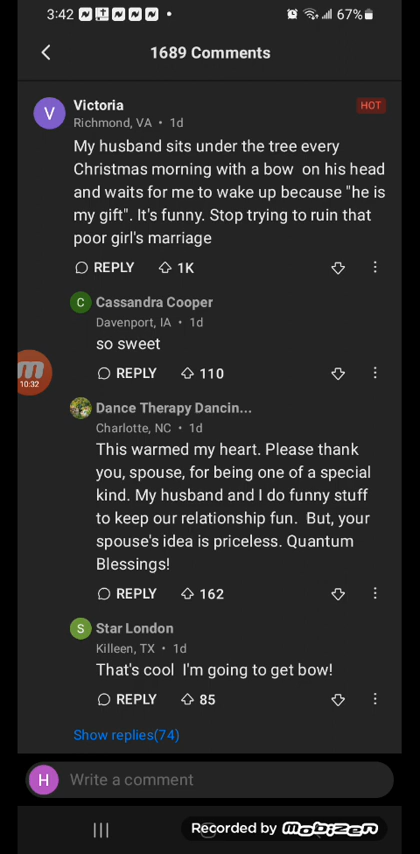 3:42 67%
1689 Comments
V Victoria HOT
Richmond, VA • 1d
My husband sits under the tree every
Christmas morning with a bow on his head
and waits for me to wake up because "he is
my gift". It's funny. Stop trying to ruin that
poor girl's marriage
REPLY 1K
C Cassandra Cooper
Davenport, IA • 1d
so sweet
m
10:32
REPLY 110
Dance Therapy Dancin...
Charlotte, NC • 1d
This warmed my heart. Please thank
you, spouse, for being one of a special
kind. My husband and I do funny stuff
to keep our relationship fun. But, your
spouse's idea is priceless. Quantum
Blessings!
REPLY 162
S Star London
Killeen, TX • 1d
That's cool I'm going to get bow!
REPLY 85
Show replies(74)
H Write a comment
Recorded by mobizen